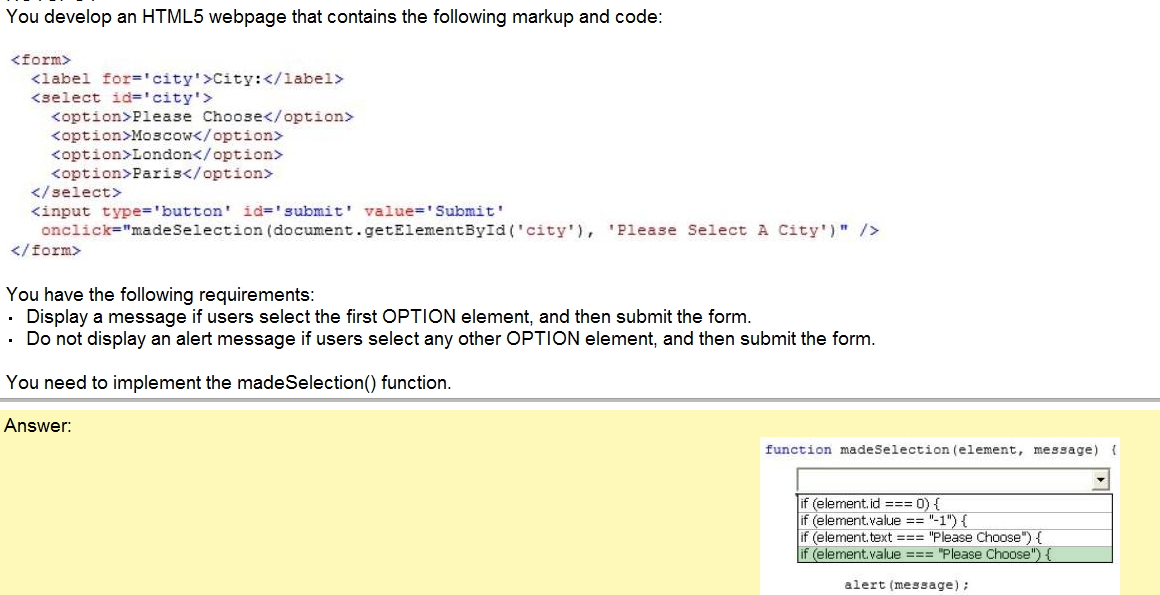 You develop an HTML5 webpage that contains the following markup and code:
<form>
<label for='city'>City:</label>
<select id='city'>
<option>Please Choose</option>
<option>Moscow</option>
<option>London</option>
<option>Paris</option>
</select>
<input type='button' id='submit' value='Submit'
onclick="madeSelection(document.getElementById('city'), 'Please Select A City')" />
</form>
You have the following requirements:
· Display a message if users select the first OPTION element, and then submit the form.
· Do not display an alert message if users select any other OPTION element, and then submit the form.
You need to implement the madeSelection() function.
Answer:
function madeSelection(element, message) {
if (element.id === 0) {
if (element.value == "-1") {
if (element.text === "Please Choose") {
if (element.value === "Please Choose") {
alert(message);